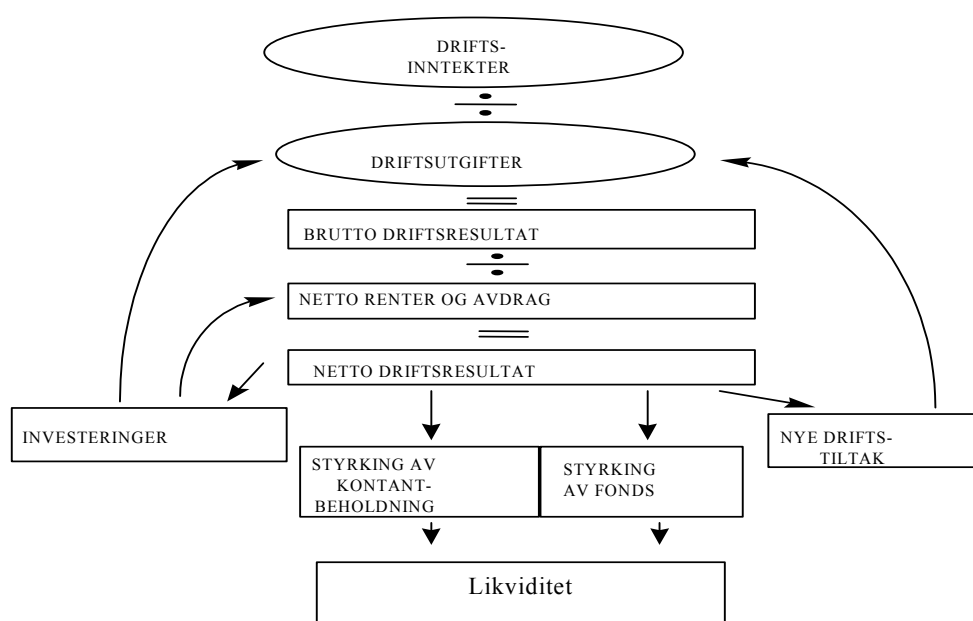 DRIFTS-
INNTEKTER
DRIFTSUTGIFTER
BRUTTO DRIFTSRESULTAT
NETTO RENTER OG AVDRAG
NETTO DRIFTSRESULTAT
INVESTERINGER
NYE DRIFTS-
TILTAK
STYRKING AV
KONTANT-
BEHOLDNING
STYRKING
AV FONDS
Likviditet